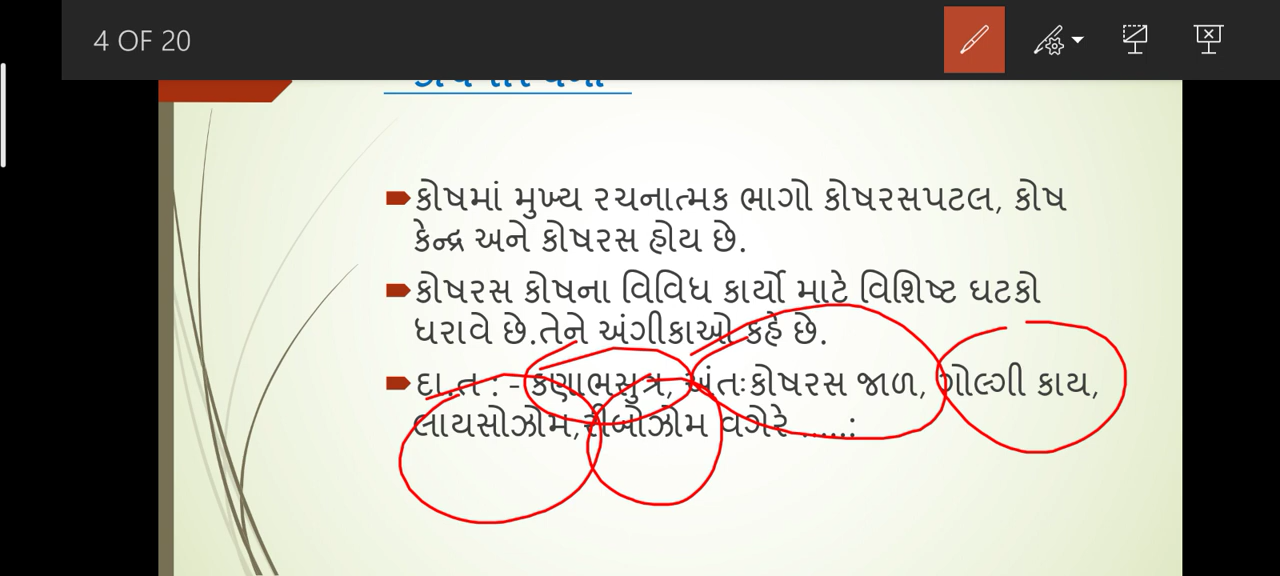 4 OF 20
કોષમાં મુખ્ય રચનાત્મક ભાગો કોષરસપટલ, કોષ
કેન્દ્ર અને કોષરસ હોય છે.
કોષરસ કોષના વિવિધ કાર્યો માટે વિશિષ્ટ ઘટકો
ધરાવે છે.તેને અંગીકાઓ કહે છે.
દા.ત : - કણાભસુત્ર, અંતઃકોષરસ જાળ, ગોલ્ગી કાય,
લાયસોઝોમ,રીબોઝોમ વગેરે .....: